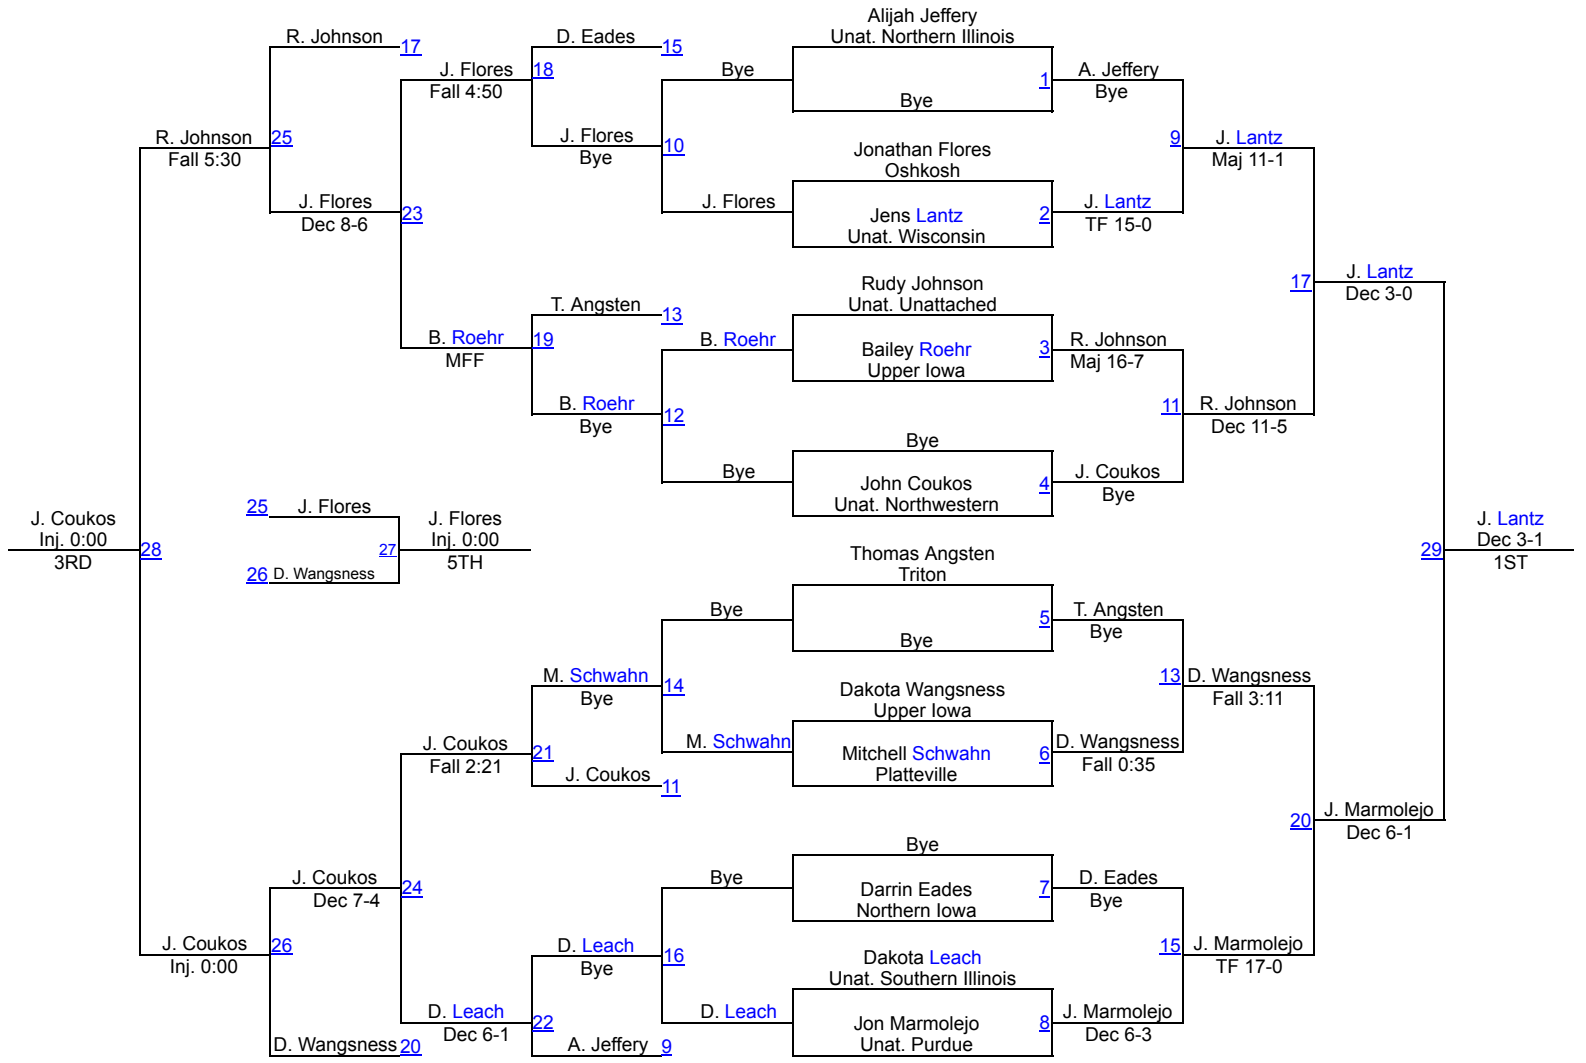 Alijah Jeffery
Unat. Northern Illinois
R. Johnson 17
D. Eades 15
J. Flores 18
Fall 4:50
Bye
1 A. Jeffery
Bye
Bye
R. Johnson 25
Fall 5:30
J. Flores 10
Bye
9 J. Lantz
Maj 11-1
Jonathan Flores
Oshkosh
J. Flores 23
Dec 8-6
J. Flores
Jens Lantz 2
Unat. Wisconsin
J. Lantz
TF 15-0
17 J. Lantz
Dec 3-0
Rudy Johnson
Unat. Unattached
T. Angsten 13
B. Roehr 19
MFF
B. Roehr
Bailey Roehr 3
Upper Iowa
R. Johnson
Maj 16-7
B. Roehr 12
Bye
11 R. Johnson
Dec 11-5
Bye
Bye
John Coukos 4
Unat. Northwestern
J. Coukos
Bye
J. Coukos
Inj. 0:00
3RD
28
25 J. Flores
27
26 D. Wangsness
J. Flores
Inj. 0:00
5TH
29
J. Lantz
Dec 3-1
1ST
Thomas Angsten
Triton
Bye
5 T. Angsten
Bye
Bye
M. Schwahn 14
Bye
13 D. Wangsness
Fall 3:11
Dakota Wangsness
Upper Iowa
J. Coukos 21
Fall 2:21
M. Schwahn
Mitchell Schwahn 6
Platteville
D. Wangsness
Fall 0:35
J. Coukos 11
20 J. Marmolejo
Dec 6-1
Bye
J. Coukos 24
Dec 7-4
Bye
Darrin Eades 7
Northern Iowa
D. Eades
Bye
J. Coukos 26
Inj. 0:00
D. Leach 16
Bye
15 J. Marmolejo
TF 17-0
Dakota Leach
Unat. Southern Illinois
D. Leach 22
Dec 6-1
D. Leach
Jon Marmolejo 8
Unat. Purdue
J. Marmolejo
Dec 6-3
D. Wangsness 20
A. Jeffery 9